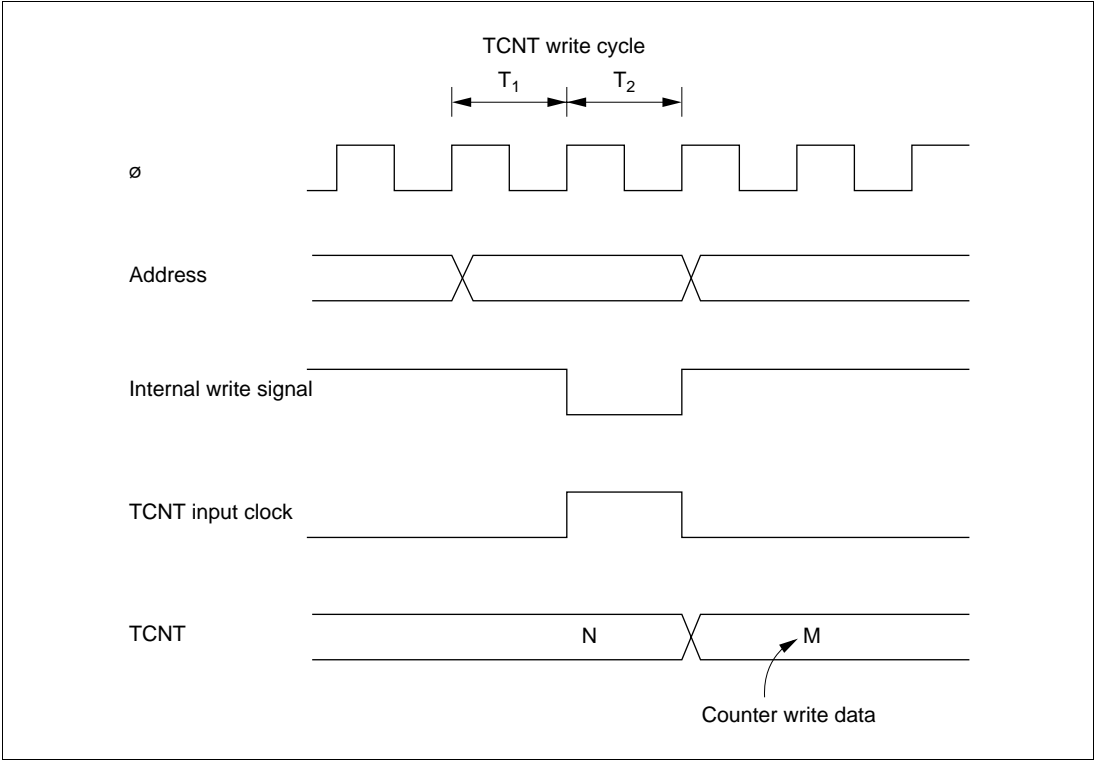 TCNT write cycle
T1 T2
ø
Address
Internal write signal
TCNT input clock
TCNT N M
Counter write data